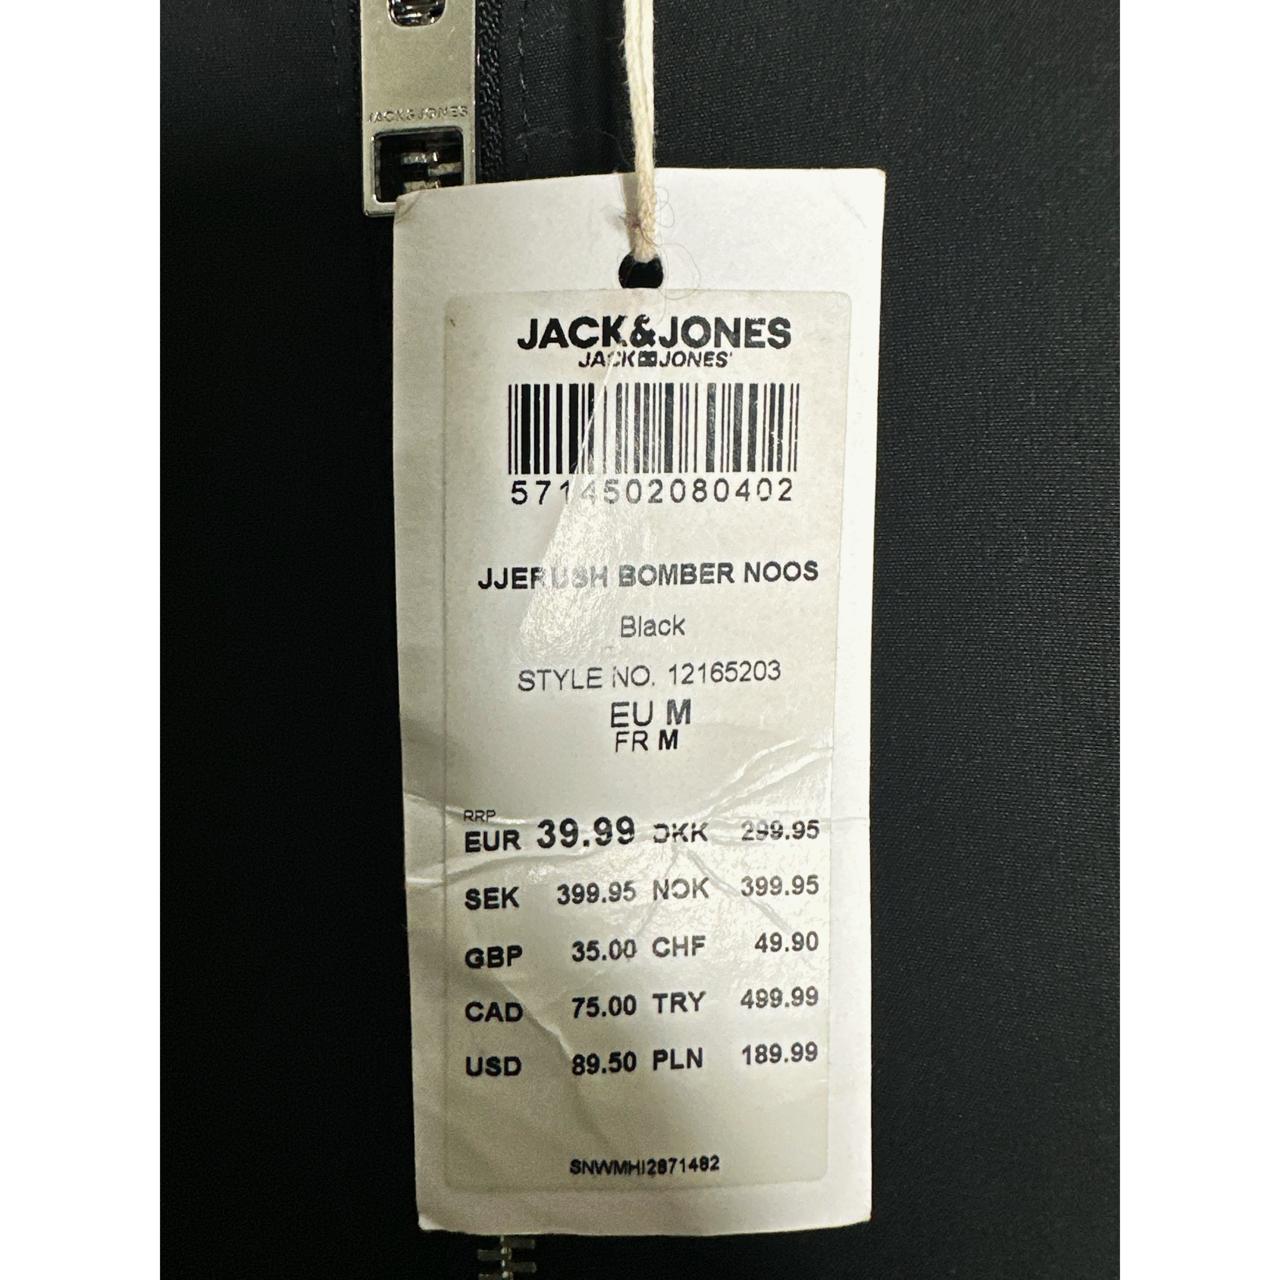 JACK&JONES
JACK&JONES
JACK JONES
5714502080402
JJERUSH BOMBER NOOS
Black
STYLE NO. 12165203
EU M
FR M
RRP
EUR 39.99 DKK 299.95
SEK 399.95 NOK 399.95
GBP 35.00 CHF 49.90
CAD 75.00 TRY 499.99
USD 89.50 PLN 189.99
SNWMHI2871482